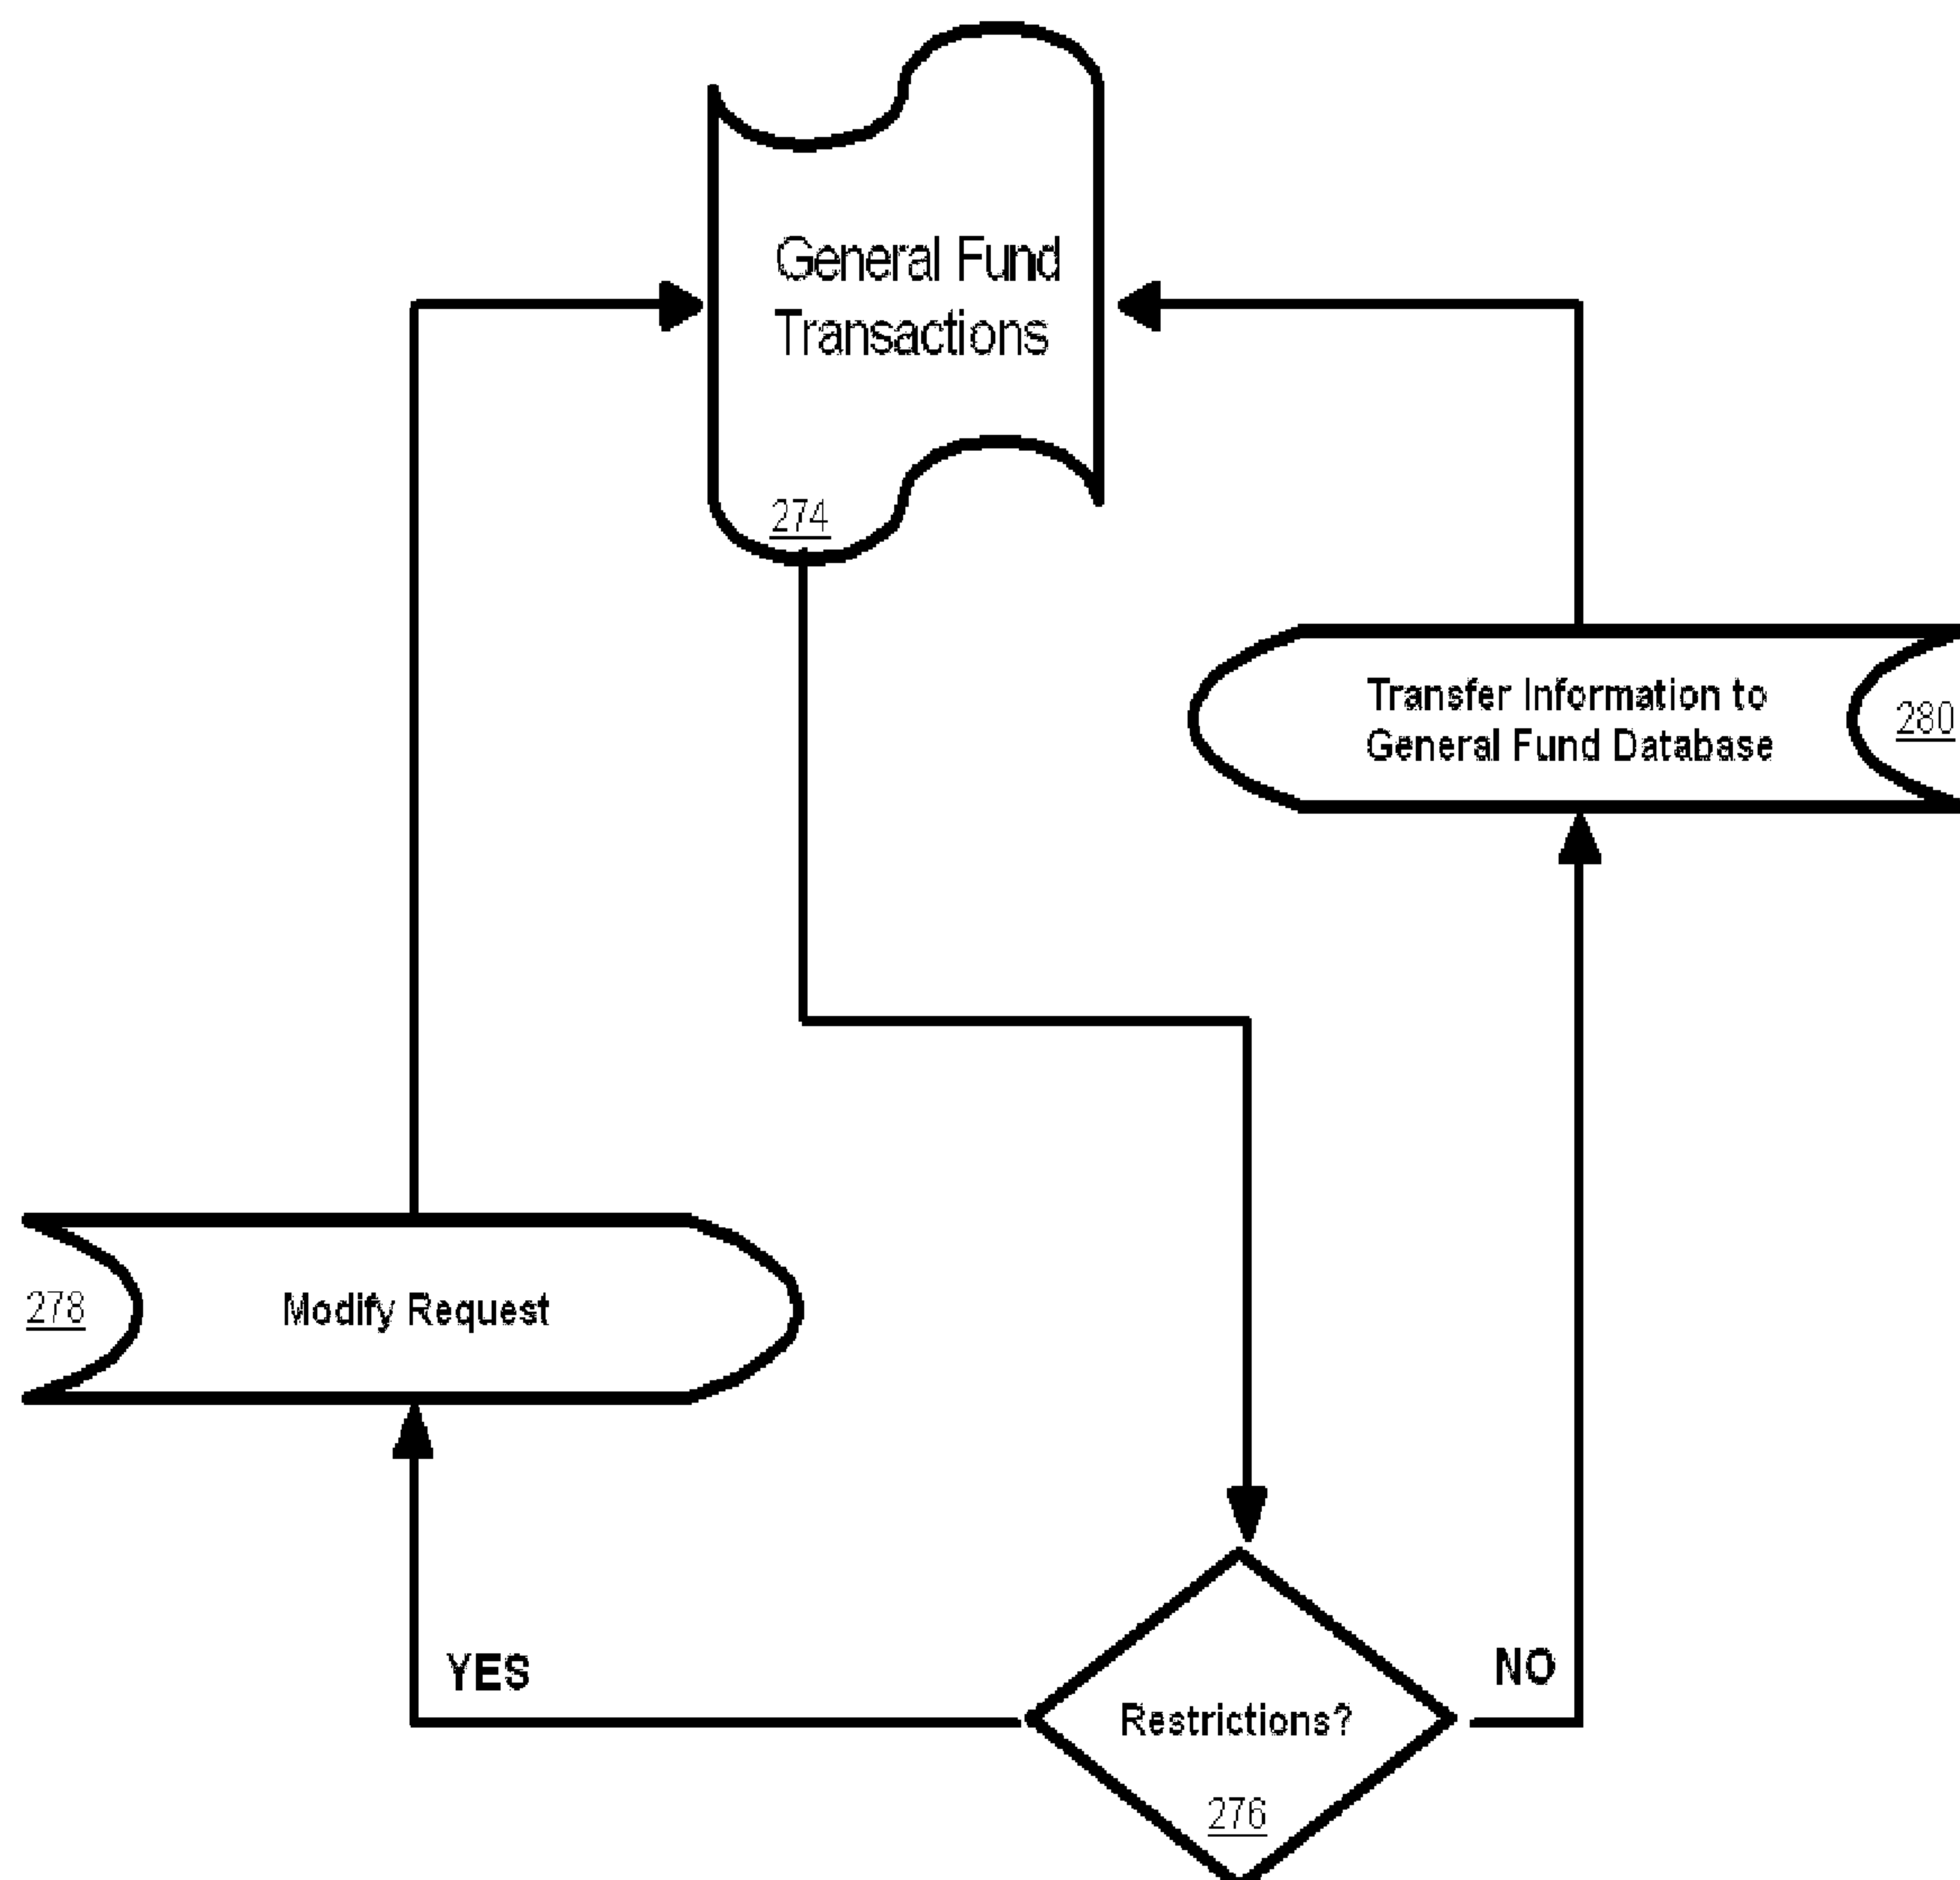 General Fund
Transactions
274
Transfer Information to
General Fund Database
280
278
Modify Request
YES
NO
Restrictions?
276